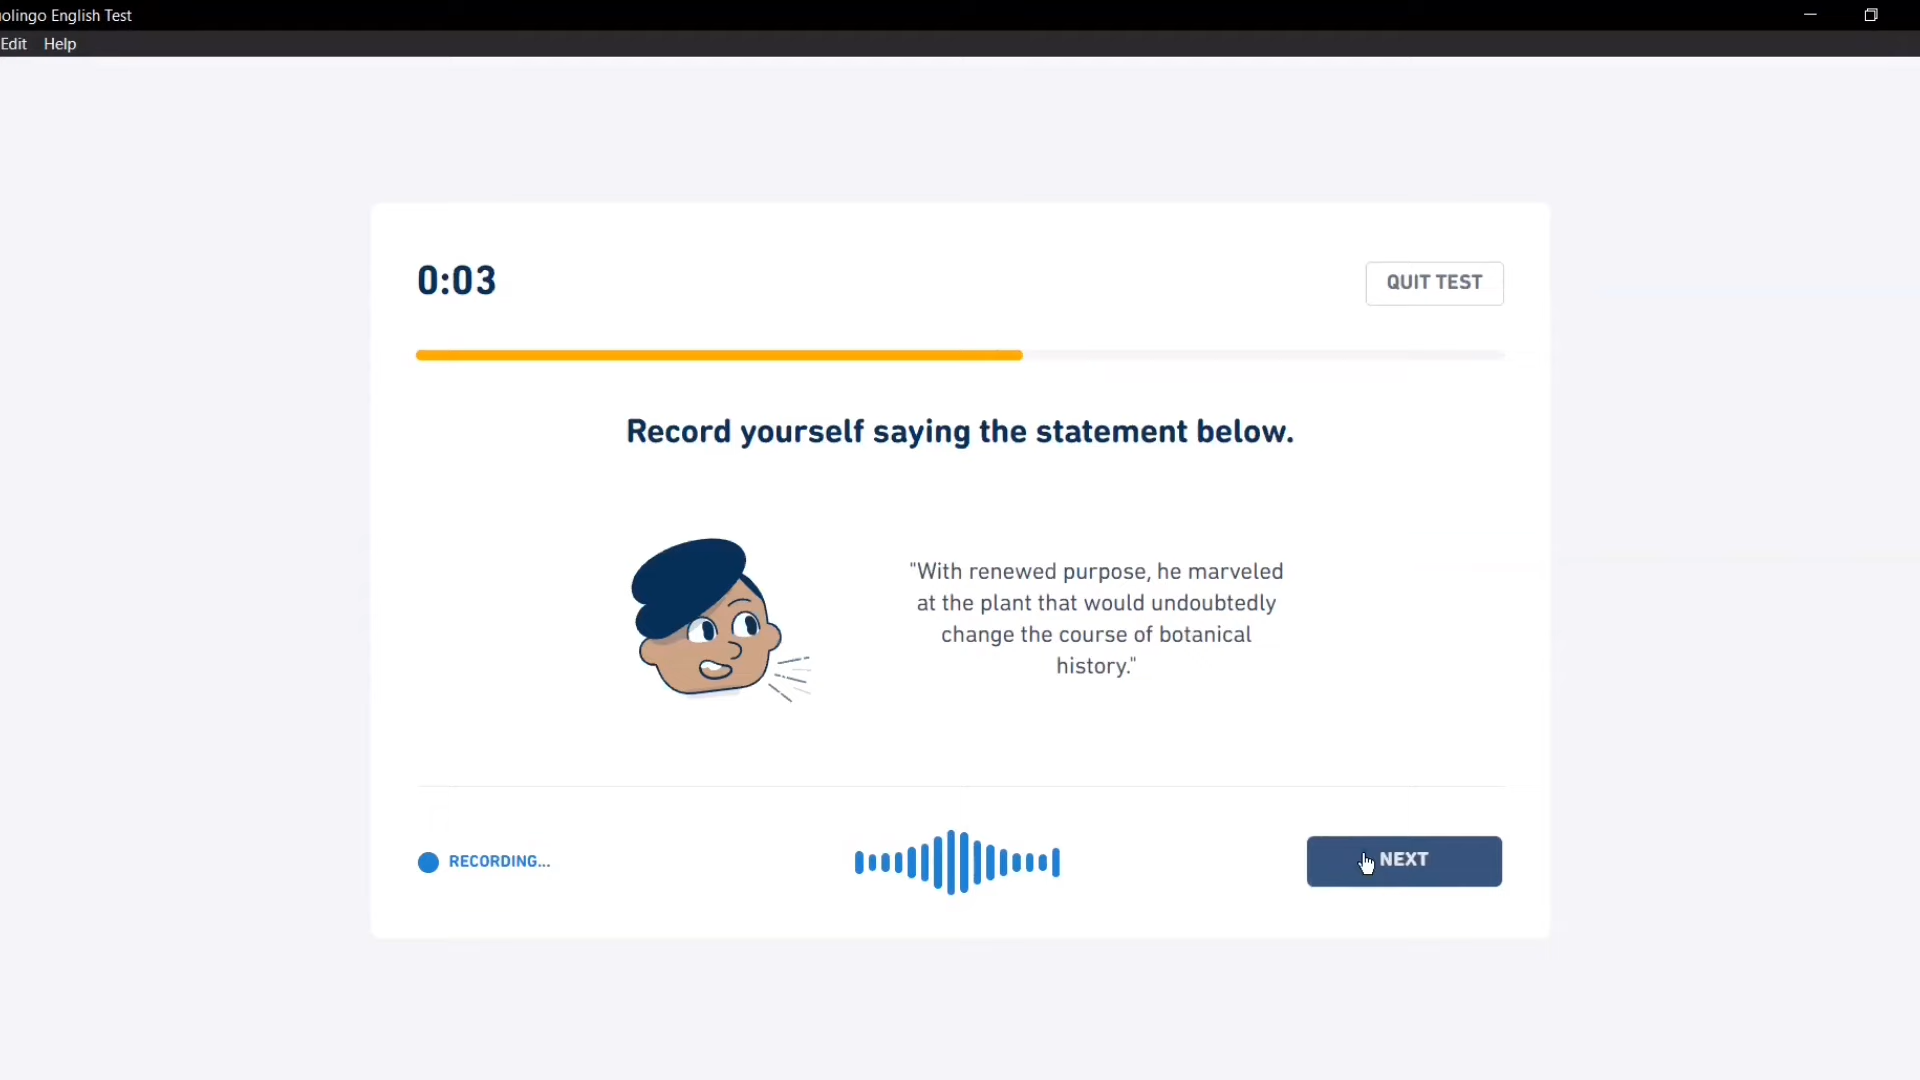 olingo English Test
Edit Help
0:03
QUIT TEST
Record yourself saying the statement below.
"With renewed purpose, he marveled
at the plant that would undoubtedly
change the course of botanical
history."
RECORDING...
NEXT